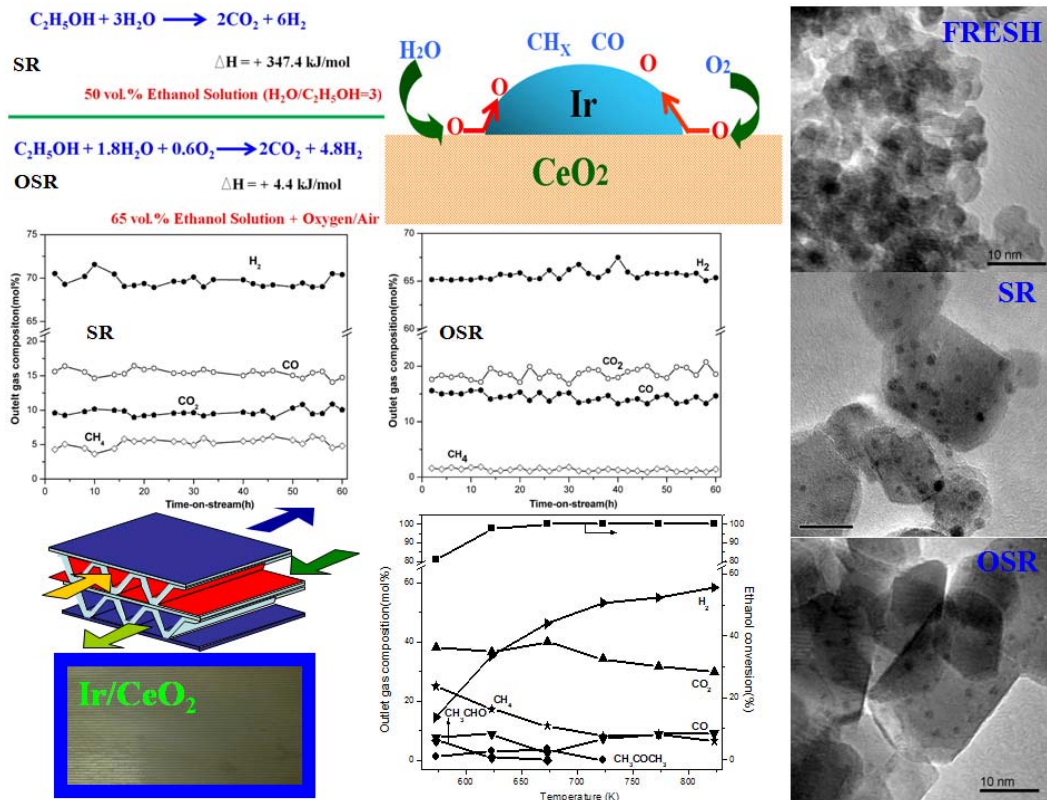 C₂H₅OH + 3H₂O ⟶ 2CO₂ + 6H₂
SR
△H = + 347.4 kJ/mol
50 vol.% Ethanol Solution (H₂O/C₂H₅OH=3)
C₂H₅OH + 1.8H₂O + 0.6O₂ ⟶ 2CO₂ + 4.8H₂
OSR
△H = + 4.4 kJ/mol
65 vol.% Ethanol Solution + Oxygen/Air
H₂O
CHₓ CO
O₂
O
O
O
O
Ir
CeO₂
FRESH
10 nm
SR
OSR
10 nm
Outelt gas composition(mol%)
75
70
65
20
15
10
5
0
H₂
SR
CO
CO₂
CH₄
0 10 20 30 40 50 60
Time-on-stream(h)
Outlet gas composition(mol%)
70
65
60
30
20
10
0
H₂
OSR
CO₂
CO
CH₄
0 10 20 30 40 50 60
Time-on-stream(h)
Ir/CeO₂
Outlet gas composition(mol%)
100
90
80
60
40
20
0
100
90
80
60
50
40
30
20
10
0
Ethanol conversion(%)
H₂
CO₂
CH₄
CH₃CHO
CO
CH₃COCH₃
600 650 700 750 800
Temperature (K)